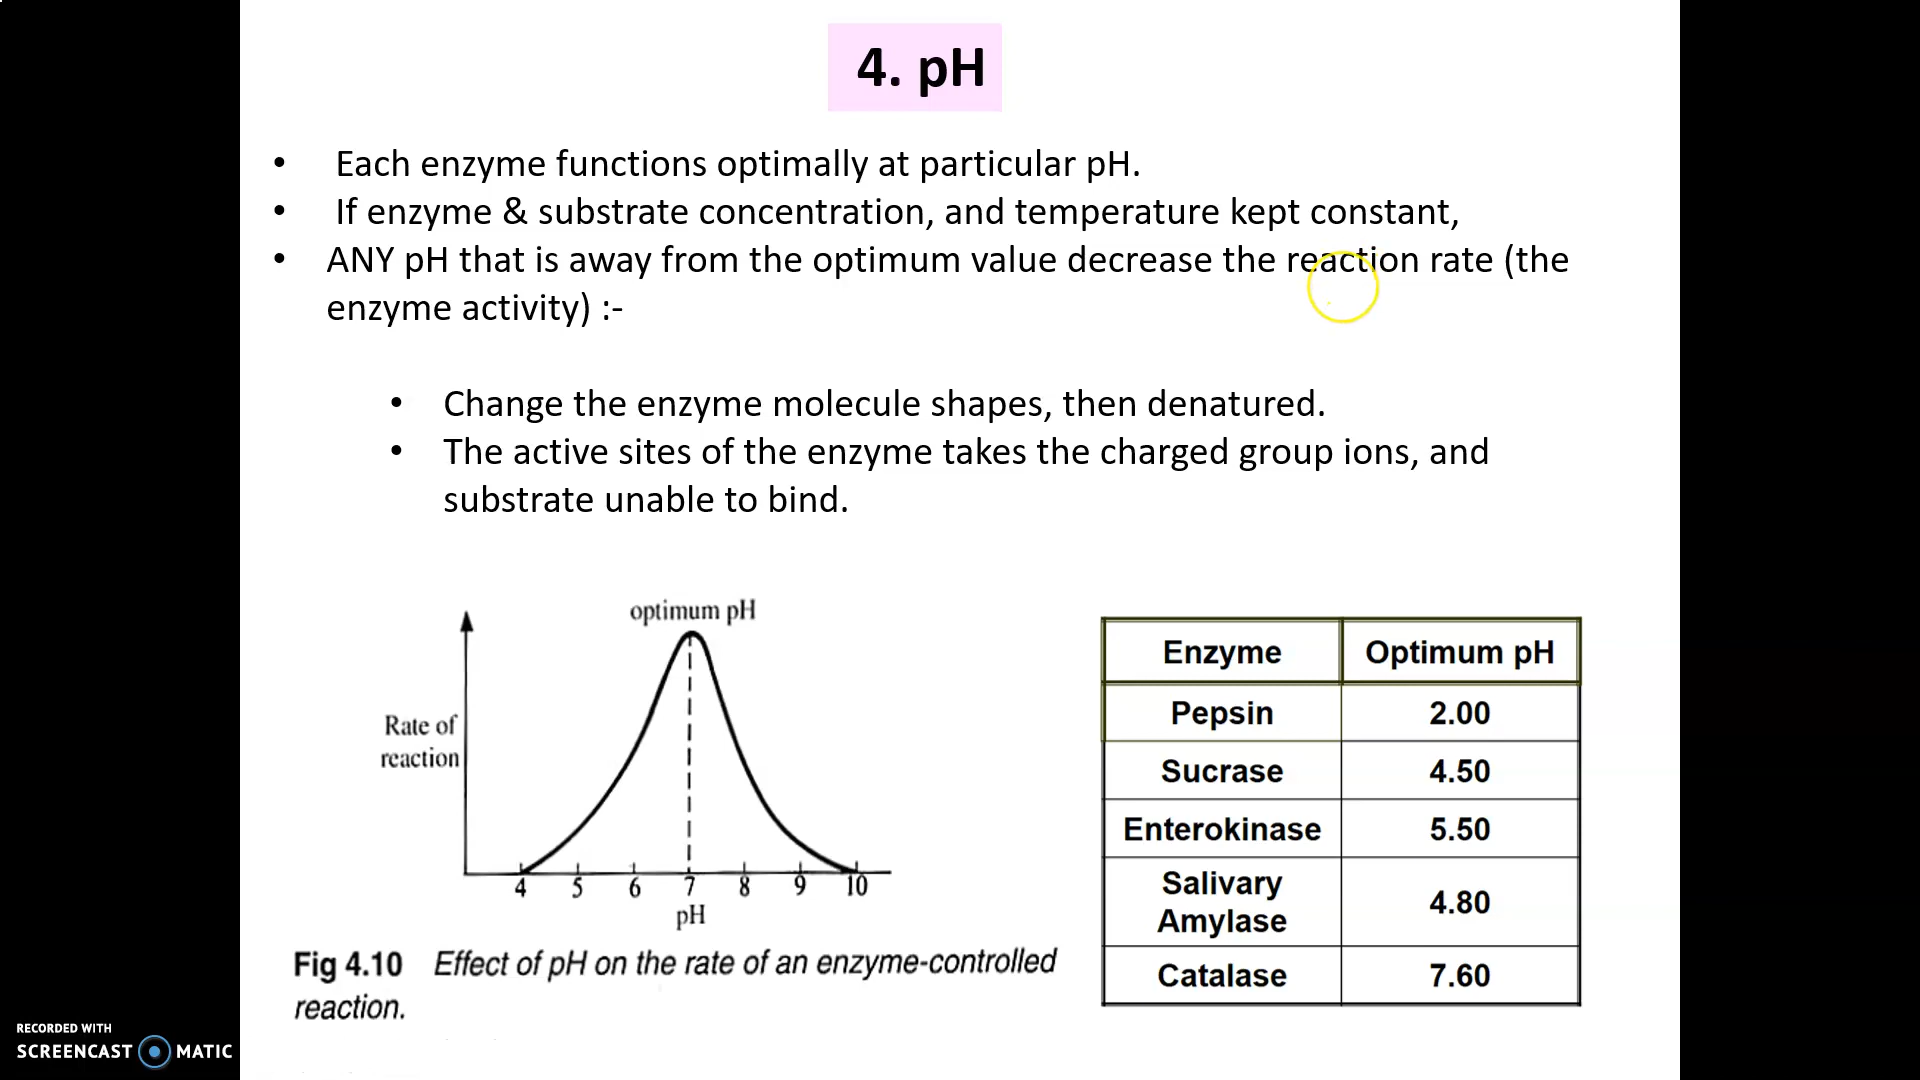 4. pH
• Each enzyme functions optimally at particular pH.
• If enzyme & substrate concentration, and temperature kept constant,
• ANY pH that is away from the optimum value decrease the reaction rate (the
enzyme activity) :-
• Change the enzyme molecule shapes, then denatured.
• The active sites of the enzyme takes the charged group ions, and
substrate unable to bind.
optimum pH
Rate of
reaction
4 5 6 7 8 9 10
pH
Fig 4.10 Effect of pH on the rate of an enzyme-controlled
reaction.
Enzyme Optimum pH
Pepsin 2.00
Sucrase 4.50
Enterokinase 5.50
Salivary
Amylase 4.80
Catalase 7.60
RECORDED WITH
SCREENCAST MATIC